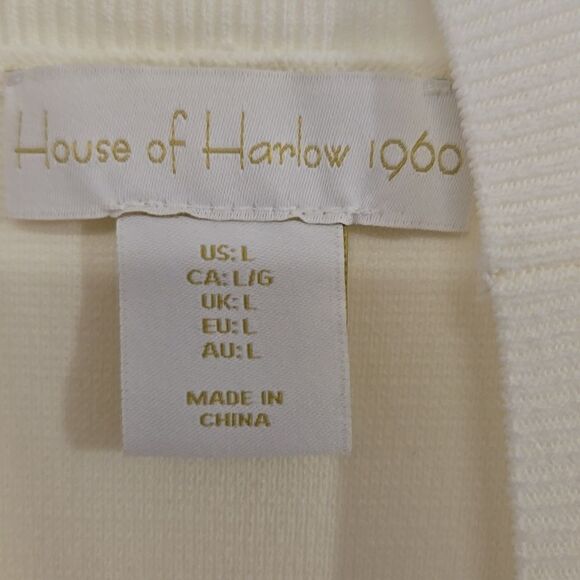 House of Harlow 1960
US: L
CA: L/G
UK: L
EU: L
AU: L
MADE IN
CHINA